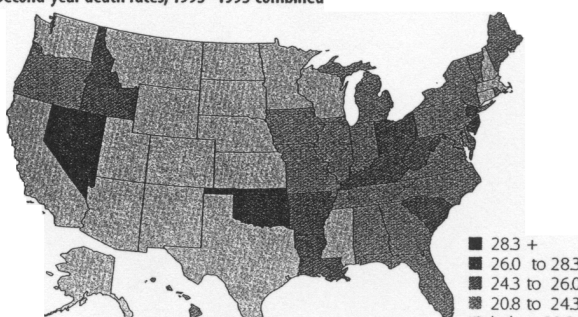 second year death rates, 1993 - 1995 combined
28.3 +
26.0 to 28.3
24.3 to 26.0
20.8 to 24.3